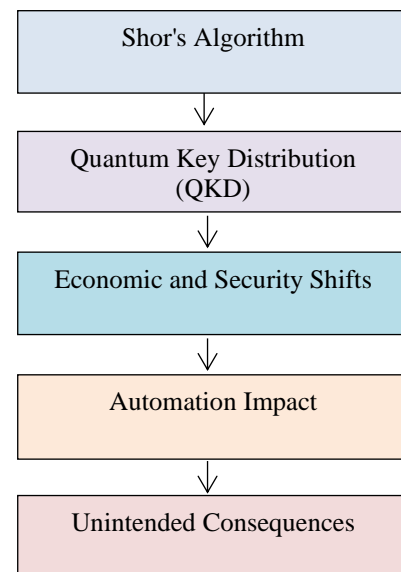 Shor's Algorithm
Quantum Key Distribution
(QKD)
Economic and Security Shifts
Automation Impact
Unintended Consequences